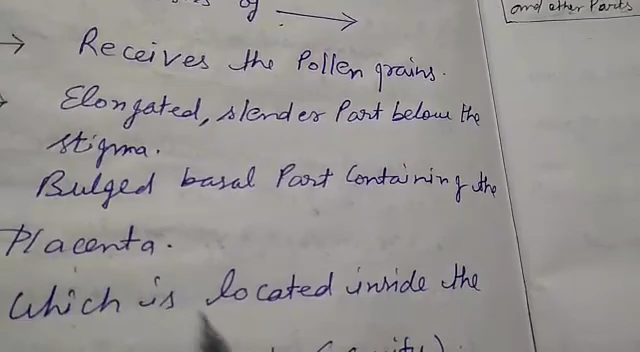 of
and other Parts
Receives the Pollen grains.
Elongated, slender Part below the
stigma.
Bulged basal Part Containing the
Placenta.
which is located inside the